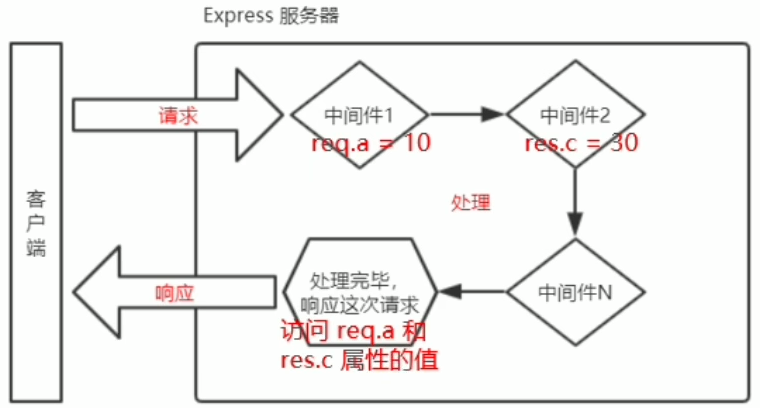 Express 服务器
客户端
请求
中间件1
req.a = 10
中间件2
res.c = 30
处理
中间件N
处理完毕，
响应这次请求
访问 req.a 和
res.c 属性的值
响应